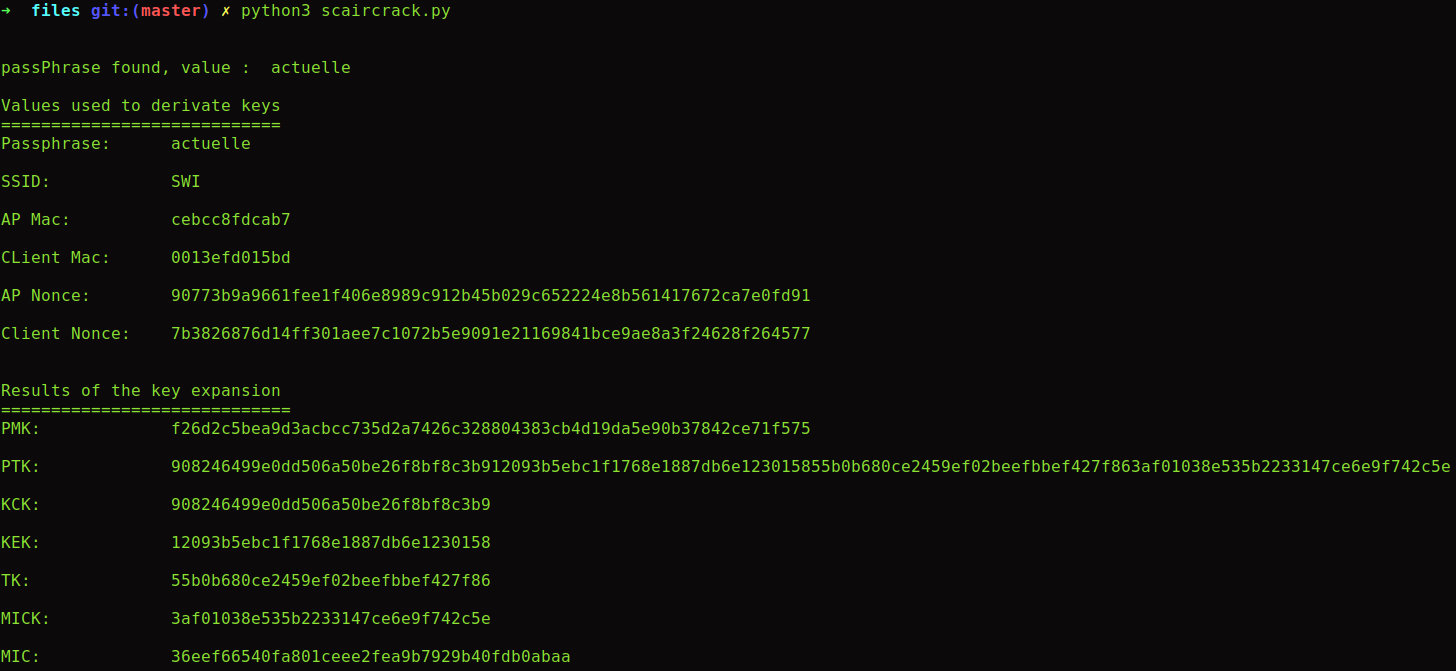 ➜  files git:(master) ✗ python3 scaircrack.py
passPhrase found, value :  actuelle
Values used to derivate keys
============================
Passphrase:      actuelle
SSID:            SWI
AP Mac:          cebcc8fdcab7
CLient Mac:      0013efd015bd
AP Nonce:        90773b9a9661fee1f406e8989c912b45b029c652224e8b561417672ca7e0fd91
Client Nonce:    7b3826876d14ff301aee7c1072b5e9091e21169841bce9ae8a3f24628f264577
Results of the key expansion
=============================
PMK:             f26d2c5bea9d3acbcc735d2a7426c328804383cb4d19da5e90b37842ce71f575
PTK:             908246499e0dd506a50be26f8bf8c3b912093b5ebc1f1768e1887db6e123015855b0b680ce2459ef02beefbbef427f863af01038e535b2233147ce6e9f742c5e
KCK:             908246499e0dd506a50be26f8bf8c3b9
KEK:             12093b5ebc1f1768e1887db6e1230158
TK:              55b0b680ce2459ef02beefbbef427f86
MICK:            3af01038e535b2233147ce6e9f742c5e
MIC:             36eef66540fa801ceee2fea9b7929b40fdb0abaa